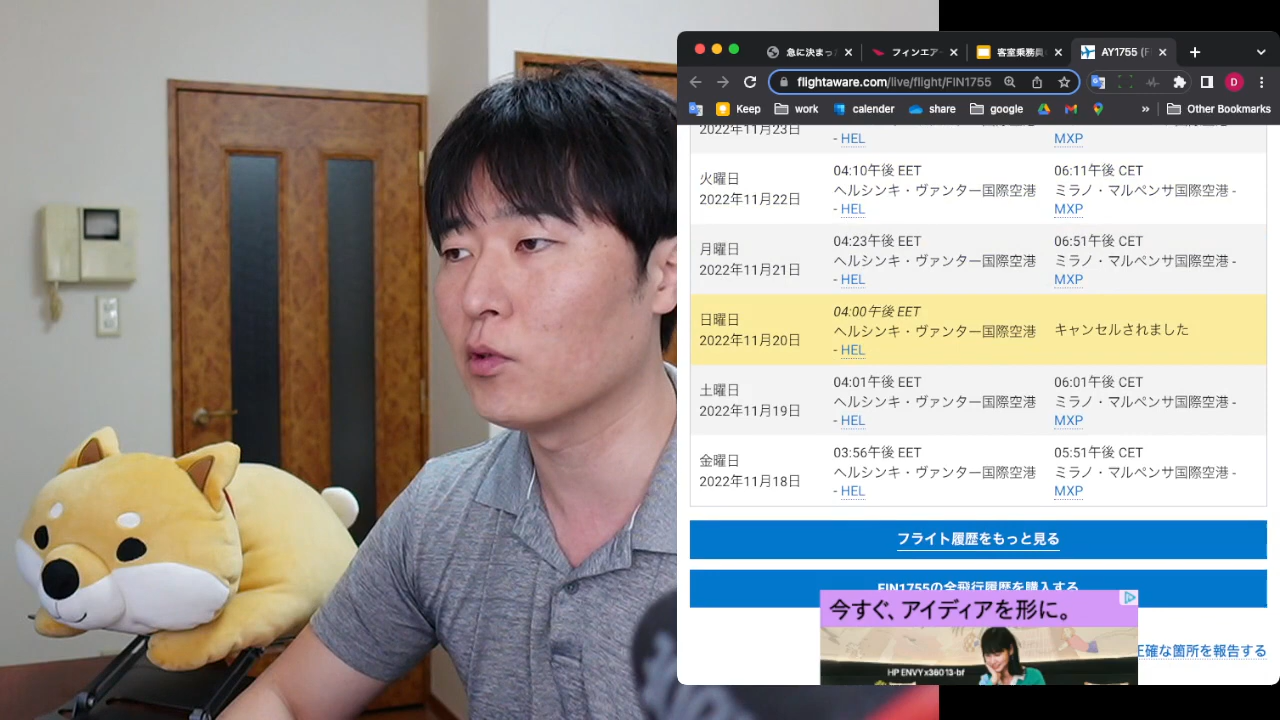 急に決まっ
フィンエアー
客室乗務員
AY1755 (F
flightaware.com/live/flight/FIN1755
D
Keep
work
calender
share
google
»
Other Bookmarks
2022年11月23日
- HEL
MXP
火曜日
2022年11月22日
04:10午後 EET
ヘルシンキ・ヴァンター国際空港
- HEL
06:11午後 CET
ミラノ・マルペンサ国際空港 -
MXP
月曜日
2022年11月21日
04:23午後 EET
ヘルシンキ・ヴァンター国際空港
- HEL
06:51午後 CET
ミラノ・マルペンサ国際空港 -
MXP
日曜日
2022年11月20日
04:00午後 EET
ヘルシンキ・ヴァンター国際空港
- HEL
キャンセルされました
土曜日
2022年11月19日
04:01午後 EET
ヘルシンキ・ヴァンター国際空港
- HEL
06:01午後 CET
ミラノ・マルペンサ国際空港 -
MXP
金曜日
2022年11月18日
03:56午後 EET
ヘルシンキ・ヴァンター国際空港
- HEL
05:51午後 CET
ミラノ・マルペンサ国際空港 -
MXP
フライト履歴をもっと見る
FIN1755の全飛行履歴を購入する
今すぐ、アイディアを形に。
HP ENVY x360 13-bf
正確な箇所を報告する